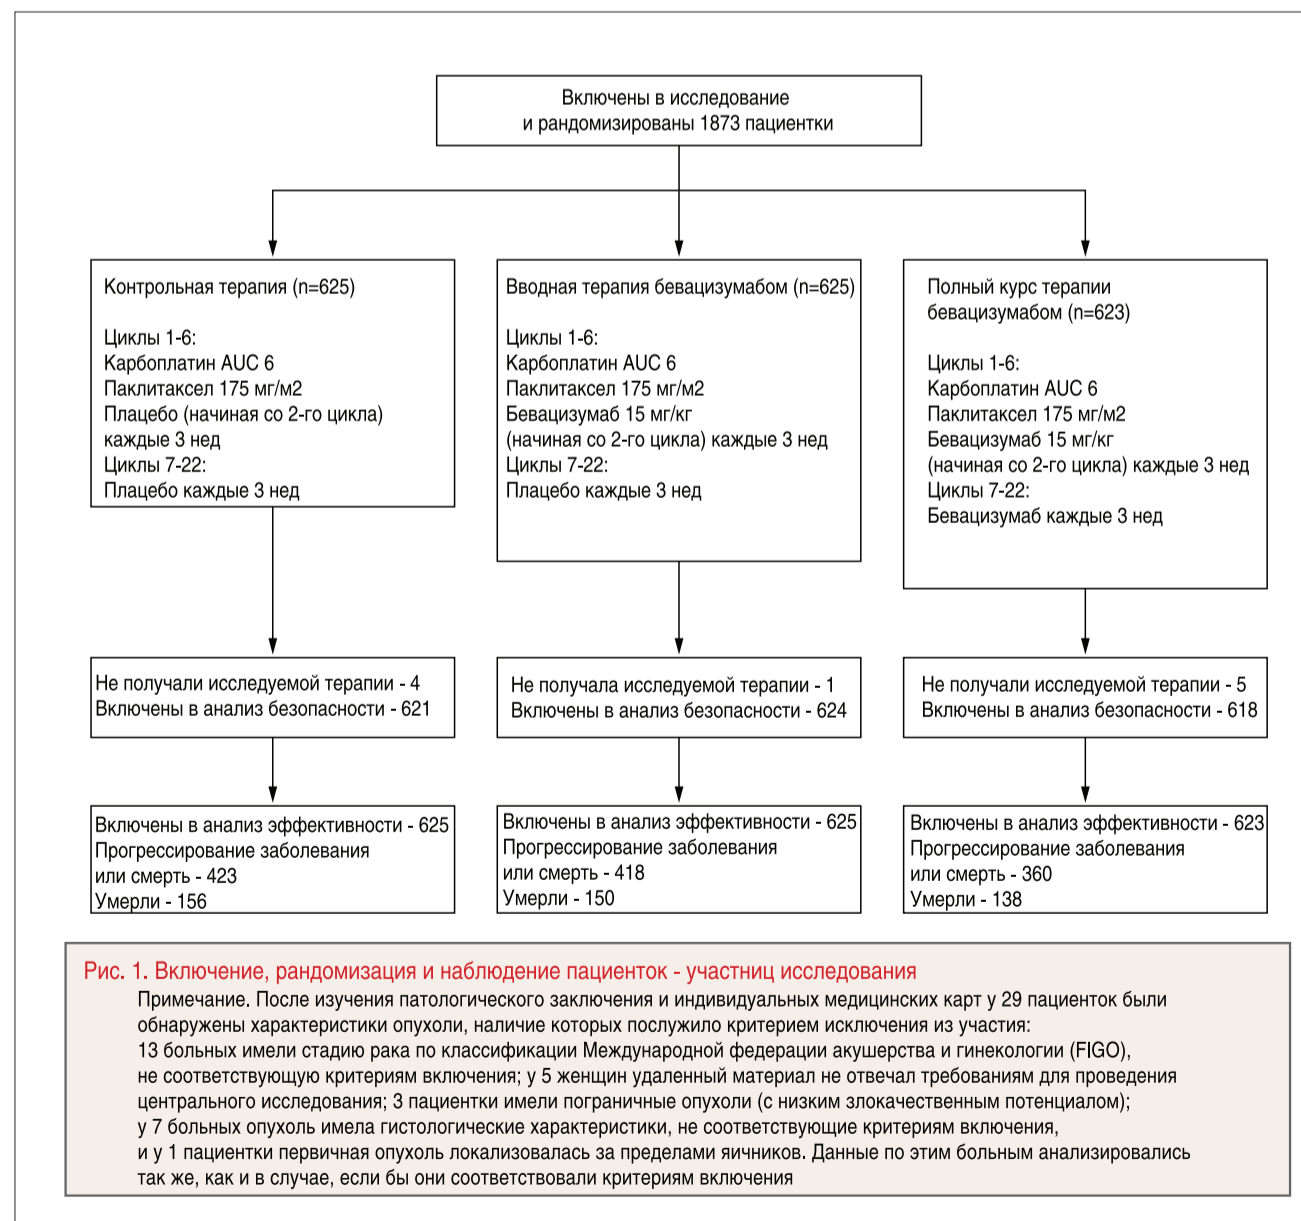 Включены в исследование
и рандомизированы 1873 пациентки
Контрольная терапия (n=625)
Циклы 1-6:
Карбоплатин AUC 6
Паклитаксел 175 мг/м2
Плацебо (начиная со 2-го цикла)
каждые 3 нед
Циклы 7-22:
Плацебо каждые 3 нед
Вводная терапия бевацизумабом (n=625)
Циклы 1-6:
Карбоплатин AUC 6
Паклитаксел 175 мг/м2
Бевацизумаб 15 мг/кг
(начиная со 2-го цикла) каждые 3 нед
Циклы 7-22:
Плацебо каждые 3 нед
Полный курс терапии
бевацизумабом (n=623)
Циклы 1-6:
Карбоплатин AUC 6
Паклитаксел 175 мг/м2
Бевацизумаб 15 мг/кг
(начиная со 2-го цикла) каждые 3 нед
Циклы 7-22:
Бевацизумаб каждые 3 нед
Не получали исследуемой терапии - 4
Включены в анализ безопасности - 621
Не получала исследуемой терапии - 1
Включены в анализ безопасности - 624
Не получали исследуемой терапии - 5
Включены в анализ безопасности - 618
Включены в анализ эффективности - 625
Прогрессирование заболевания
или смерть - 423
Умерли - 156
Включены в анализ эффективности - 625
Прогрессирование заболевания
или смерть - 418
Умерли - 150
Включены в анализ эффективности - 623
Прогрессирование заболевания
или смерть - 360
Умерли - 138
Рис. 1. Включение, рандомизация и наблюдение пациенток - участниц исследования
Примечание. После изучения патологического заключения и индивидуальных медицинских карт у 29 пациенток были
обнаружены характеристики опухоли, наличие которых послужило критерием исключения из участия:
13 больных имели стадию рака по классификации Международной федерации акушерства и гинекологии (FIGO),
не соответствующую критериям включения; у 5 женщин удаленный материал не отвечал требованиям для проведения
центрального исследования; 3 пациентки имели пограничные опухоли (с низким злокачественным потенциалом);
у 7 больных опухоль имела гистологические характеристики, не соответствующие критериям включения,
и у 1 пациентки первичная опухоль локализовалась за пределами яичников. Данные по этим больным анализировались
так же, как и в случае, если бы они соответствовали критериям включения